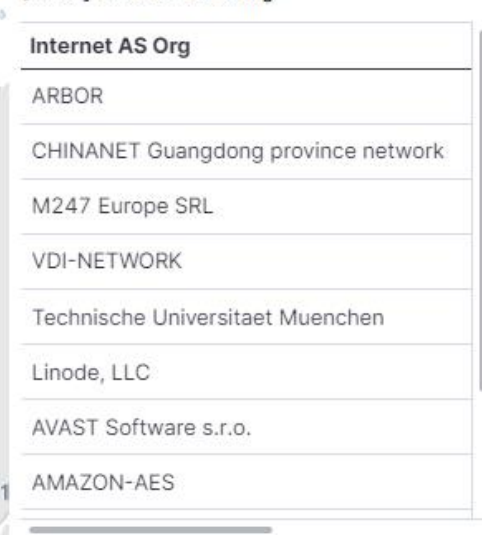 Internet AS Org
ARBOR
CHINANET Guangdong province network
M247 Europe SRL
VDI-NETWORK
Technische Universitaet Muenchen
Linode, LLC
AVAST Software s.r.o.
AMAZON-AES
1